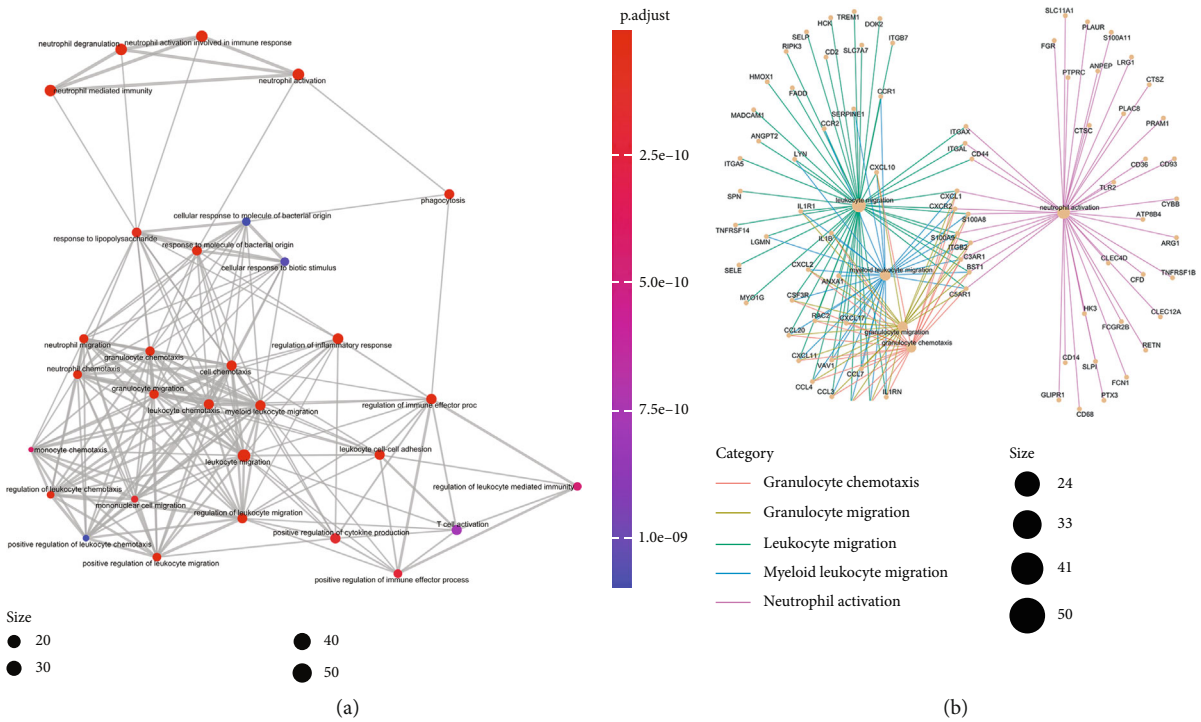 neutrophil degranulation
neutrophil activation involved in immune response
neutrophil activation
neutrophil mediated immunity
phagocytosis
cellular response to molecule of bacterial origin
response to lipopolysaccharide
response to molecule of bacterial origin
cellular response to biotic stimulus
neutrophil migration
regulation of inflammatory response
granulocyte chemotaxis
cell chemotaxis
neutrophil chemotaxis
granulocyte migration
regulation of immune effector proc
leukocyte chemotaxis
myeloid leukocyte migration
monocyte chemotaxis
leukocyte cell-cell adhesion
leukocyte migration
regulation of leukocyte chemotaxis
regulation of leukocyte mediated immunity
mononuclear cell migration
regulation of leukocyte migration
T cell activation
positive regulation of cytokine production
positive regulation of leukocyte chemotaxis
positive regulation of leukocyte migration
positive regulation of immune effector process
Size
20
30
40
50
(a)
p.adjust
2.5e−10
5.0e−10
7.5e−10
1.0e−09
TREM1
HCK
DOK2
SELP
ITGB7
RIPK3
CD2
SLC7A7
HMOX1
FADD
CCR1
MADCAM1
SERPINE1
CCR2
ANGPT2
LYN
ITGA5
CXCL10
SPN
leukocyte migration
IL1R1
TNFRSF14
LGMN
IL1B
SELE
CXCL2
myeloid leukocyte migration
ANXA1
MYO1G
CSF3R
RAC2
CXCL17
CCL20
granulocyte migration
granulocyte chemotaxis
CXCL11
VAV1
CCL7
CCL4
CCL3
IL1RN
ITGAX
ITGAL
CD44
CXCL1
CXCR2
S100A8
S100A9
ITGB2
C3AR1
BST1
C5AR1
SLC11A1
PLAUR
FGR
S100A11
PTPRC
ANPEP
LRG1
CTSZ
PLAC8
PRAM1
CTSC
CD36
CD93
TLR2
neutrophil activation
CYBB
ATP8B4
ARG1
CLEC4D
CFD
TNFRSF1B
HK3
CLEC12A
FCGR2B
RETN
CD14
SLPI
FCN1
GLIPR1
PTX3
CD68
Category
Granulocyte chemotaxis
Granulocyte migration
Leukocyte migration
Myeloid leukocyte migration
Neutrophil activation
Size
24
33
41
50
(b)